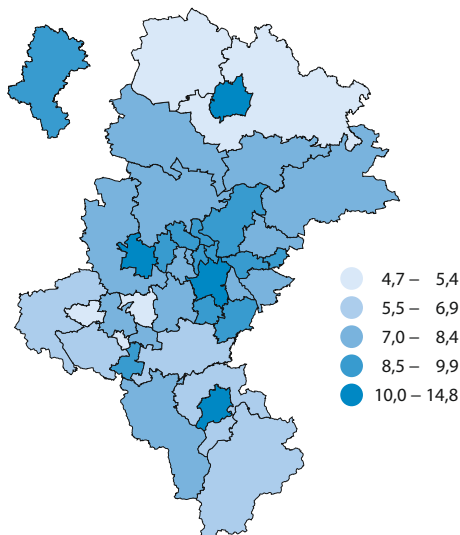 4,7 – 5,4
5,5 – 6,9
7,0 – 8,4
8,5 – 9,9
10,0 – 14,8